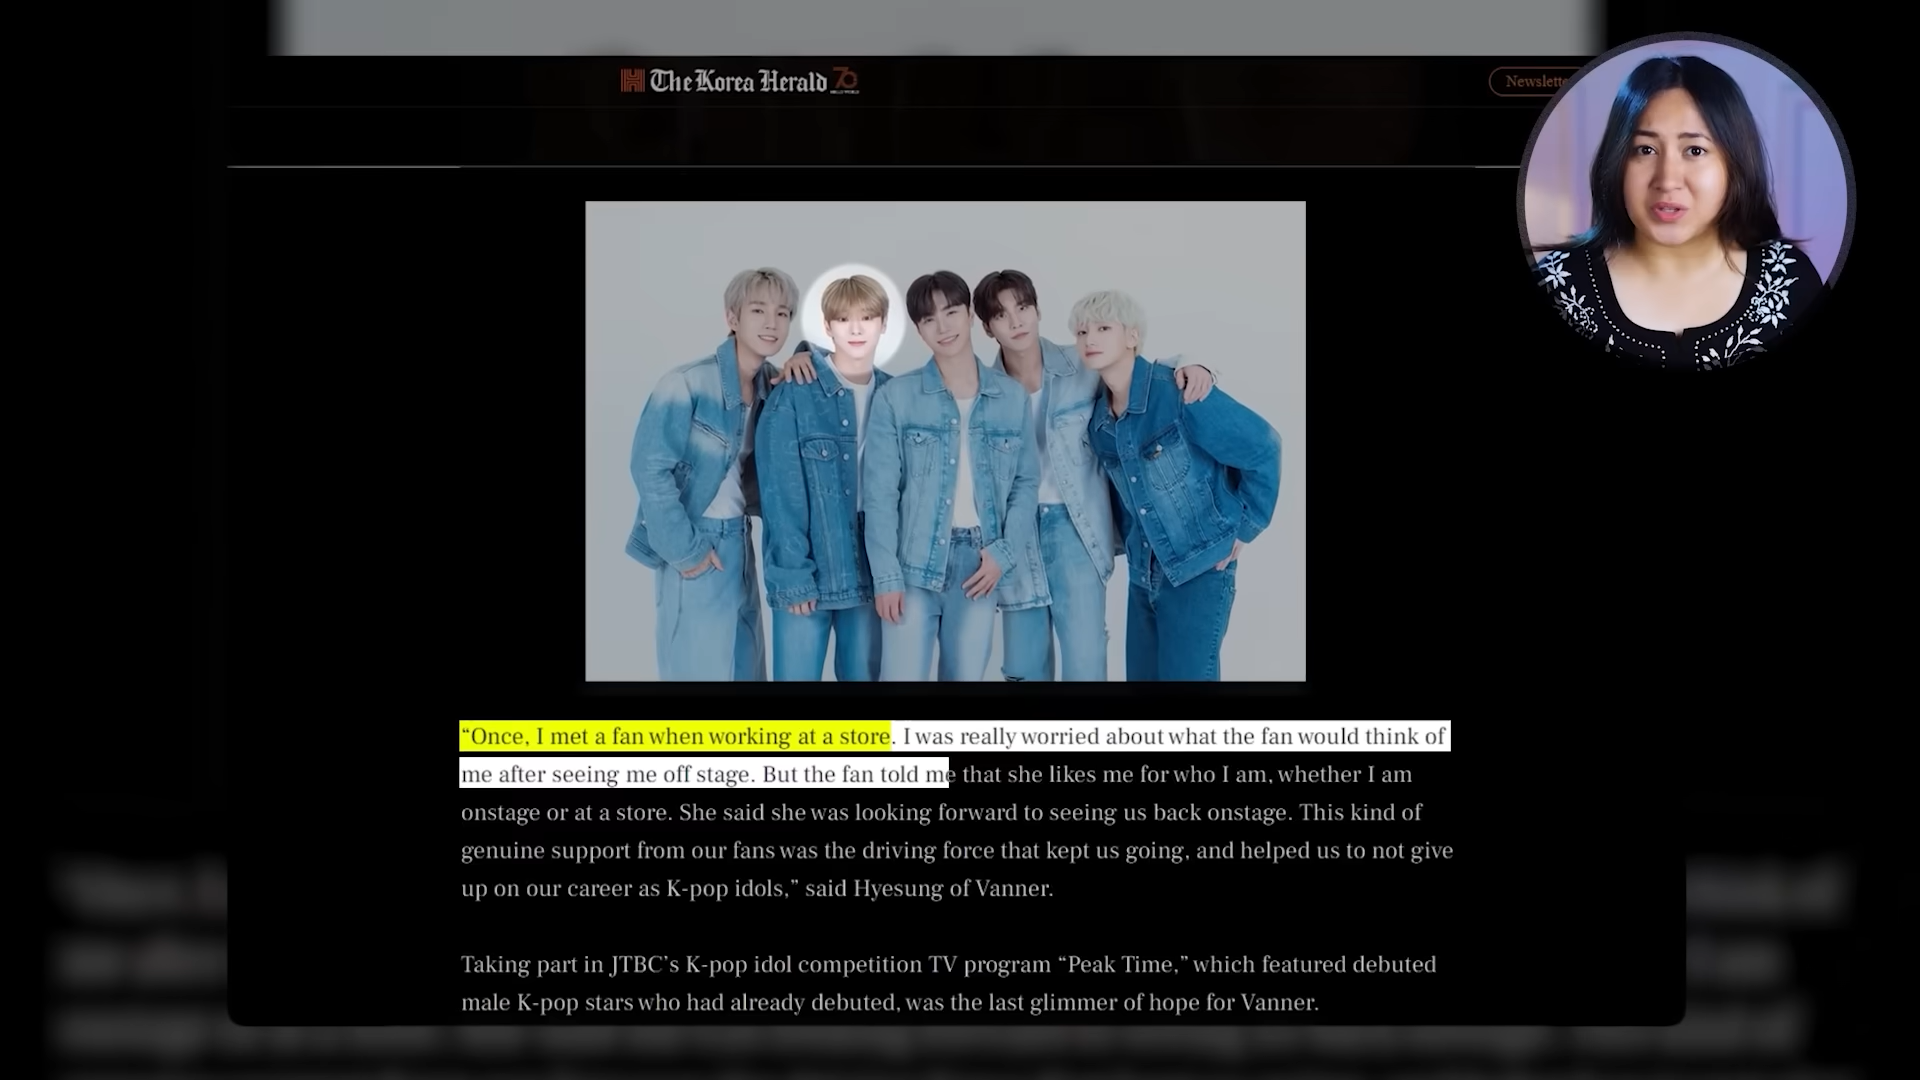 The Korea Herald 70
Newslette
“Once, I met a fan when working at a store. I was really worried about what the fan would think of
me after seeing me off stage. But the fan told me that she likes me for who I am, whether I am
onstage or at a store. She said she was looking forward to seeing us back onstage. This kind of
genuine support from our fans was the driving force that kept us going, and helped us to not give
up on our career as K-pop idols,” said Hyesung of Vanner.
Taking part in JTBC’s K-pop idol competition TV program “Peak Time,” which featured debuted
male K-pop stars who had already debuted, was the last glimmer of hope for Vanner.